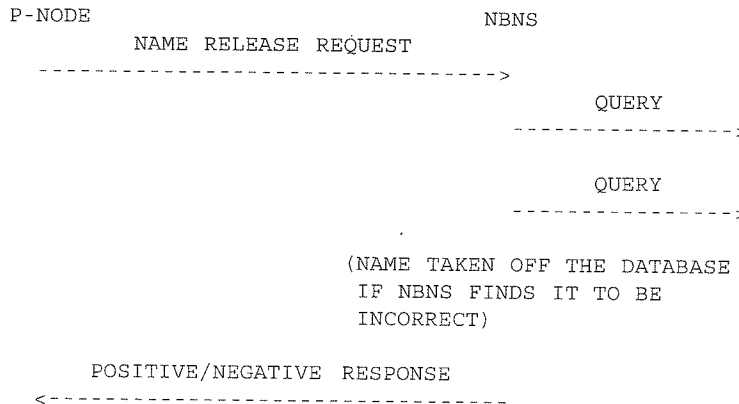 P-NODE NBNS
NAME RELEASE REQUEST
------------------------------->
QUERY
---------------->
QUERY
---------------->
(NAME TAKEN OFF THE DATABASE
IF NBNS FINDS IT TO BE
INCORRECT)
POSITIVE/NEGATIVE RESPONSE
<--------------------------------